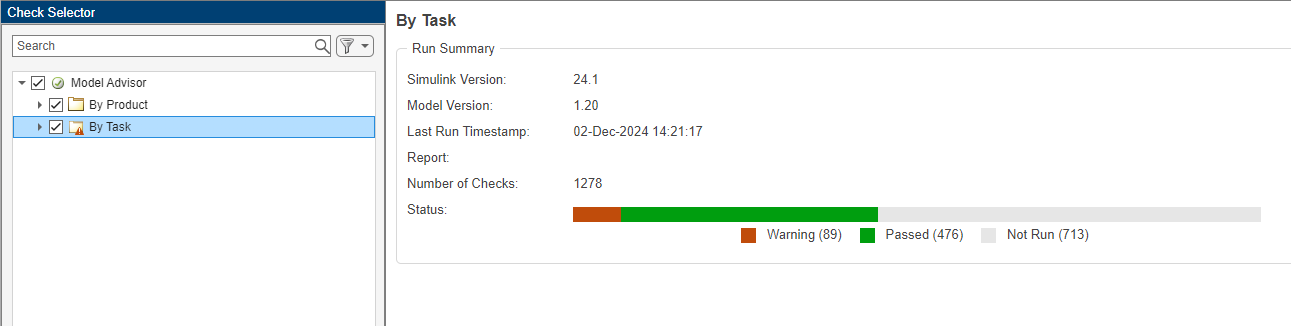 Check Selector
Search
Model Advisor
By Product
By Task
By Task
Run Summary
Simulink Version: 24.1
Model Version: 1.20
Last Run Timestamp: 02-Dec-2024 14:21:17
Report:
Number of Checks: 1278
Status:
Warning (89) Passed (476) Not Run (713)